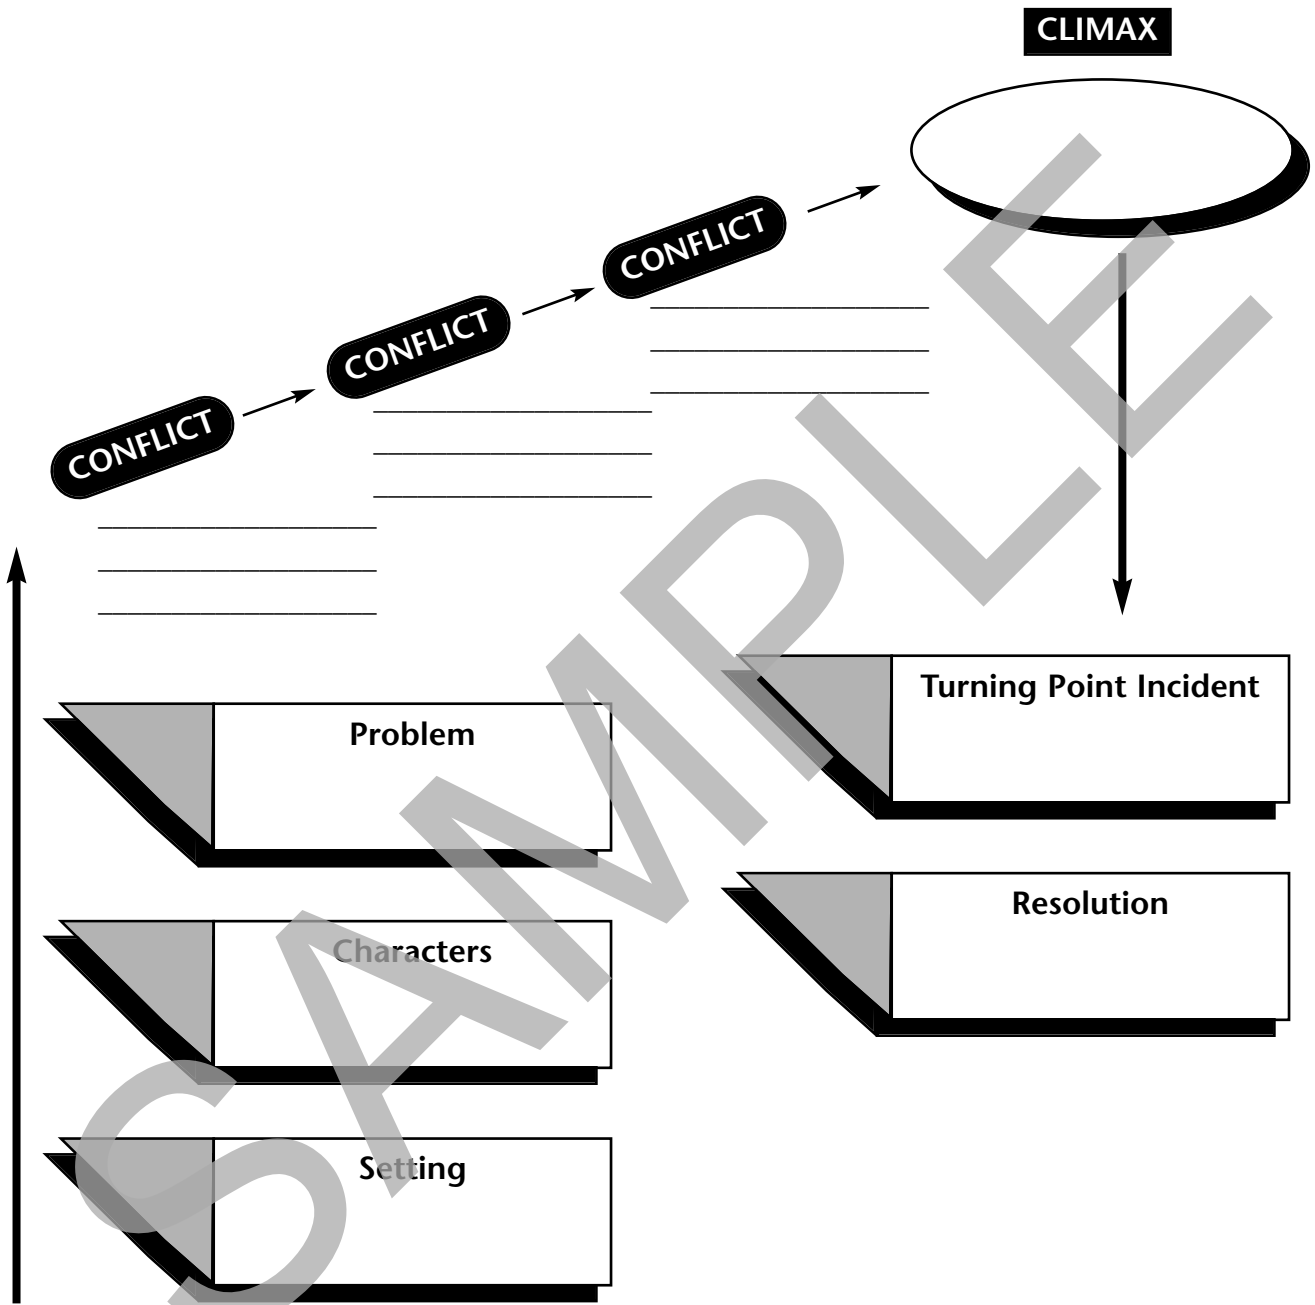 CLIMAX
CONFLICT
CONFLICT
CONFLICT
Turning Point Incident
Problem
Resolution
Characters
Setting
SAMPLE